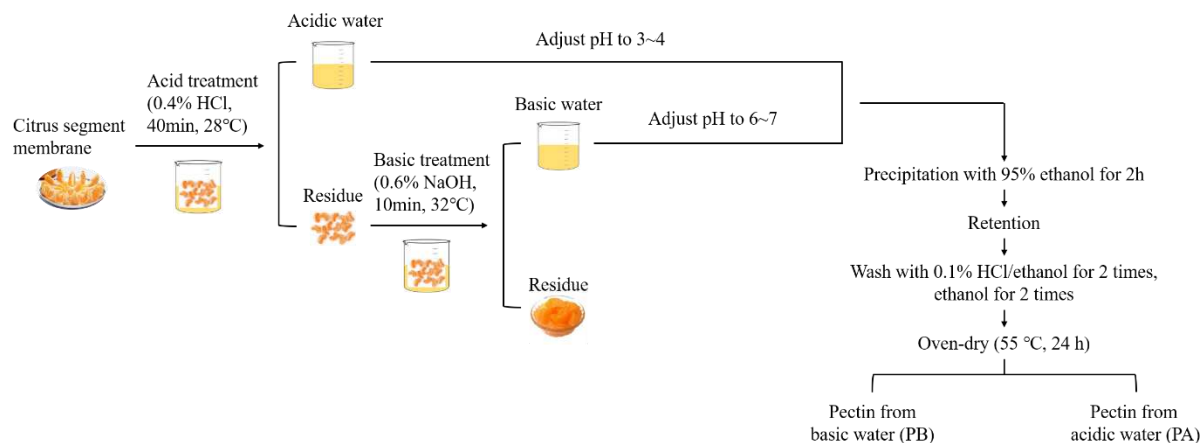 Acidic water
Adjust pH to 3~4
Acid treatment
(0.4% HCl,
40min, 28℃)
Citrus segment
membrane
Basic water
Adjust pH to 6~7
Basic treatment
(0.6% NaOH,
10min, 32℃)
Residue
Residue
Precipitation with 95% ethanol for 2h
Retention
Wash with 0.1% HCl/ethanol for 2 times,
ethanol for 2 times
Oven-dry (55 ℃, 24 h)
Pectin from
basic water (PB)
Pectin from
acidic water (PA)